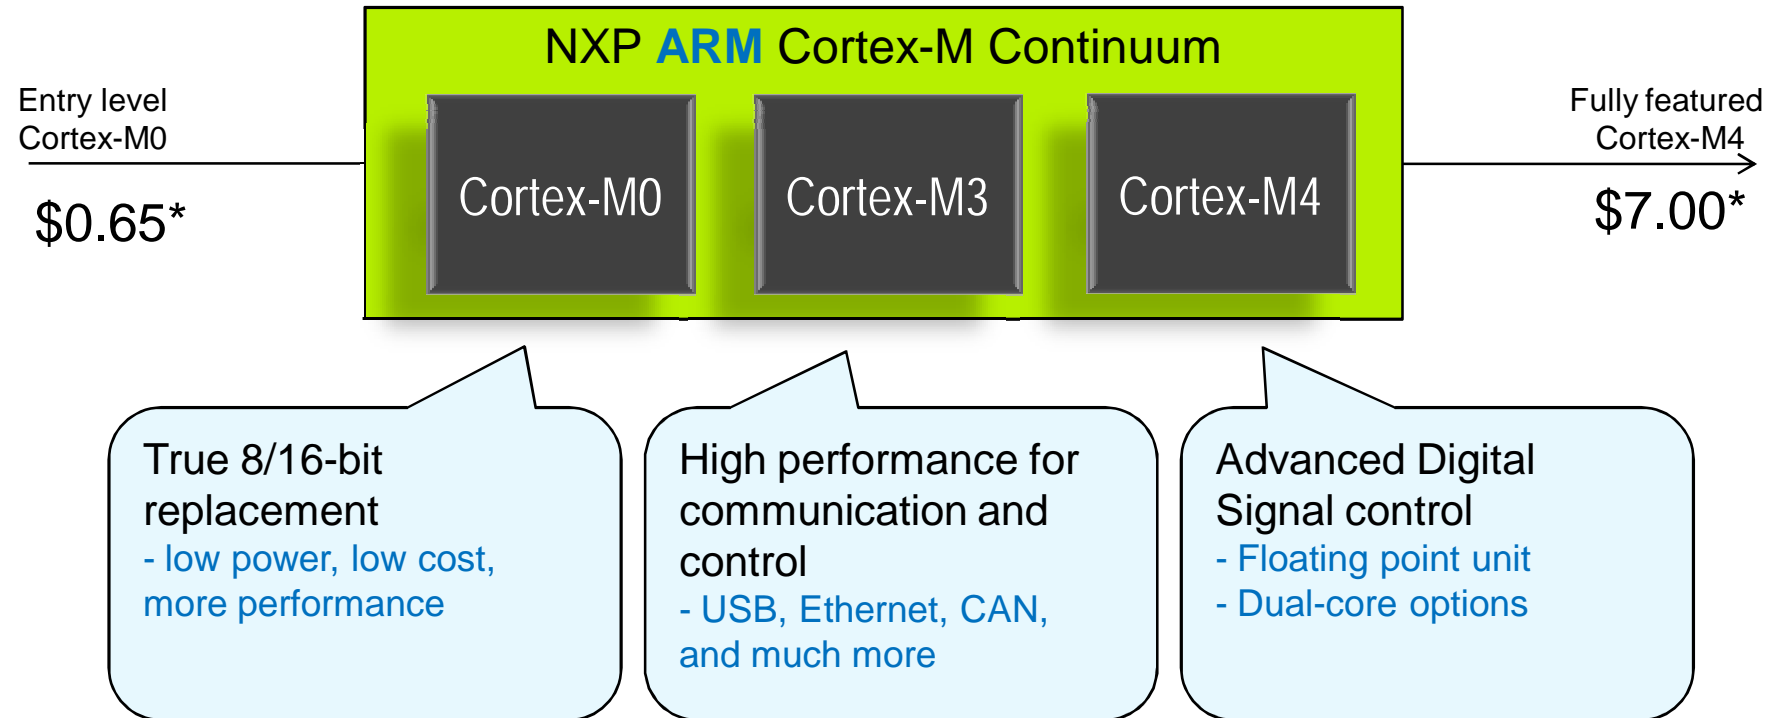 NXP ARM Cortex-M Continuum
Entry level
Cortex-M0
$0.65*
Cortex-M0
Cortex-M3
Cortex-M4
Fully featured
Cortex-M4
$7.00*
True 8/16-bit
replacement
- low power, low cost,
more performance
High performance for
communication and
control
- USB, Ethernet, CAN,
and much more
Advanced Digital
Signal control
- Floating point unit
- Dual-core options